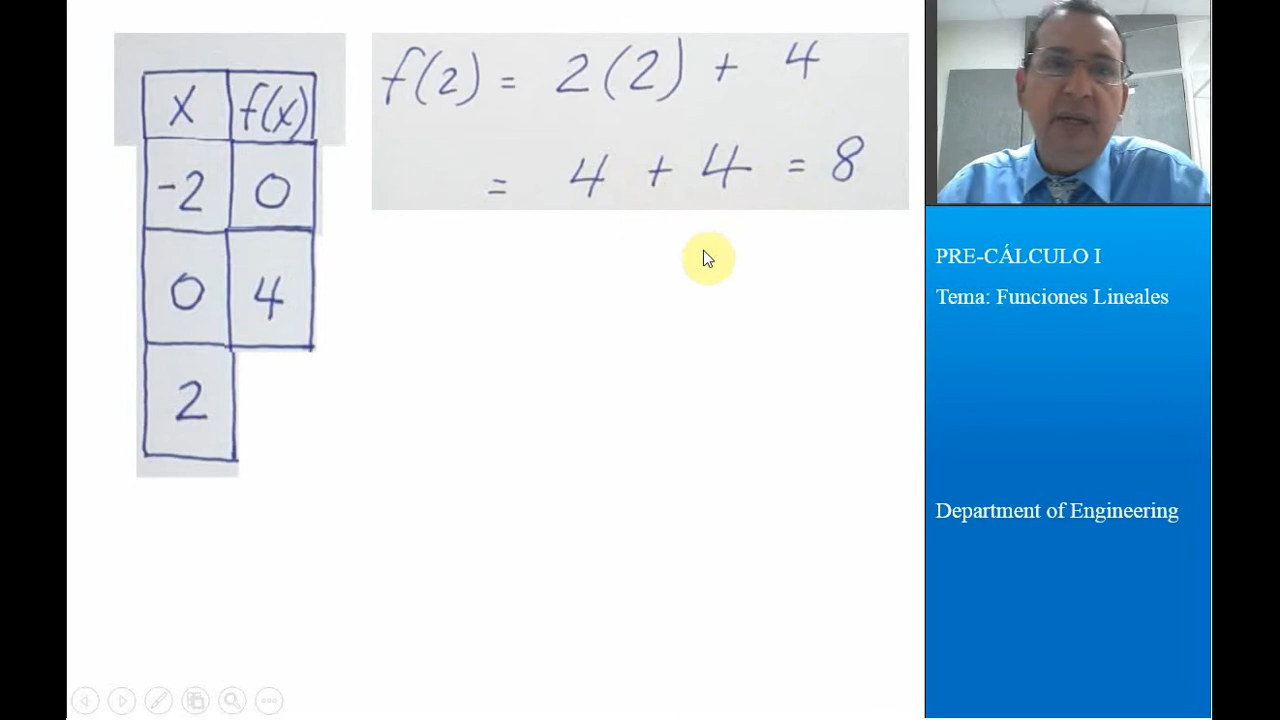 x f(x)
-2 0
0 4
2
f(2) = 2(2) + 4
= 4 + 4 = 8
PRE-CÁLCULO I
Tema: Funciones Lineales
Department of Engineering